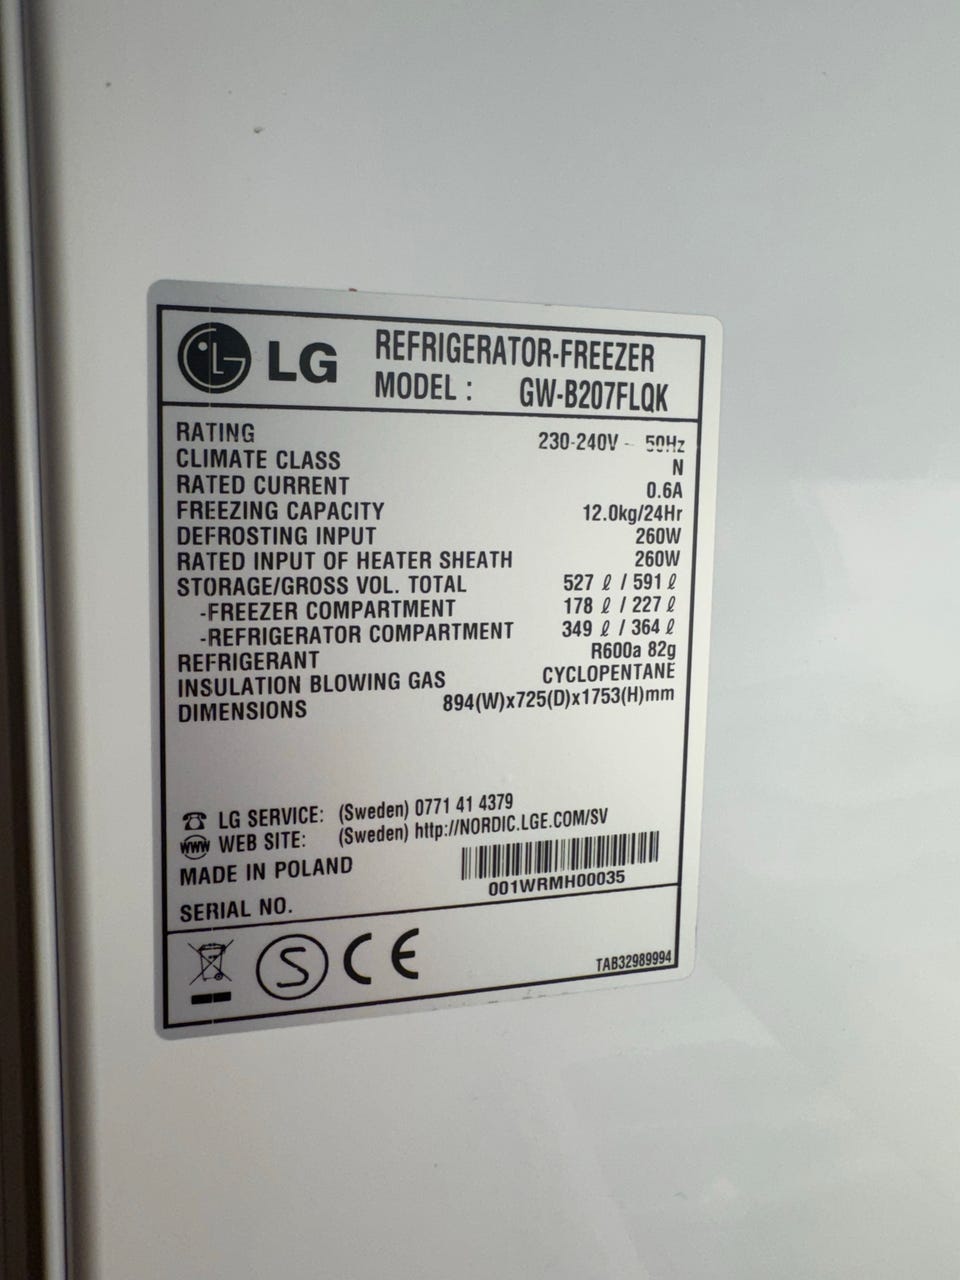 LG REFRIGERATOR-FREEZER
MODEL : GW-B207FLQK
RATING 230-240V ~ 50Hz
CLIMATE CLASS N
RATED CURRENT 0.6A
FREEZING CAPACITY 12.0kg/24Hr
DEFROSTING INPUT 260W
RATED INPUT OF HEATER SHEATH 260W
STORAGE/GROSS VOL. TOTAL 527 ℓ / 591 ℓ
-FREEZER COMPARTMENT 178 ℓ / 227 ℓ
-REFRIGERATOR COMPARTMENT 349 ℓ / 364 ℓ
REFRIGERANT R600a 82g
INSULATION BLOWING GAS CYCLOPENTANE
DIMENSIONS 894(W)x725(D)x1753(H)mm
☎ LG SERVICE: (Sweden) 0771 41 4379
WWW WEB SITE: (Sweden) http://NORDIC.LGE.COM/SV
MADE IN POLAND
001WRMH00035
SERIAL NO.
S CE TAB32989994